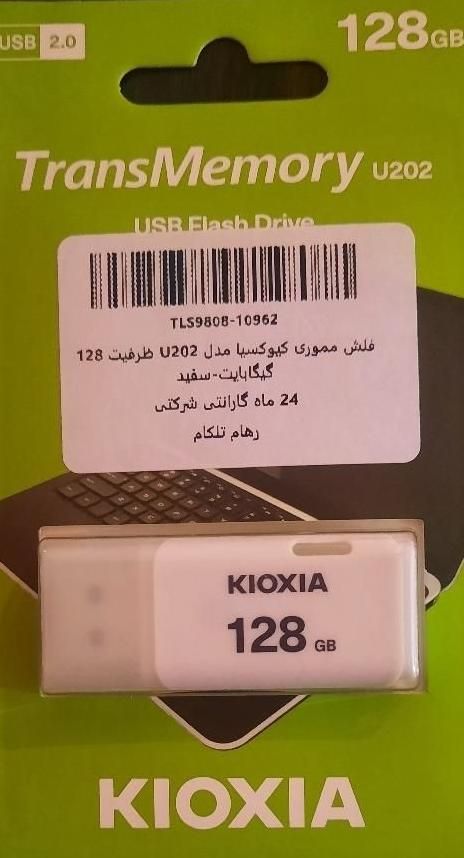 USB 2.0
128GB
TransMemory U202
USB Flash Drive
TLS9808-10962
فلش مموری کیوکسیا مدل U202 ظرفیت 128
گیگابایت-سفید
24 ماه گارانتی شرکتی
رهام تلکام
KIOXIA
128 GB
KIOXIA